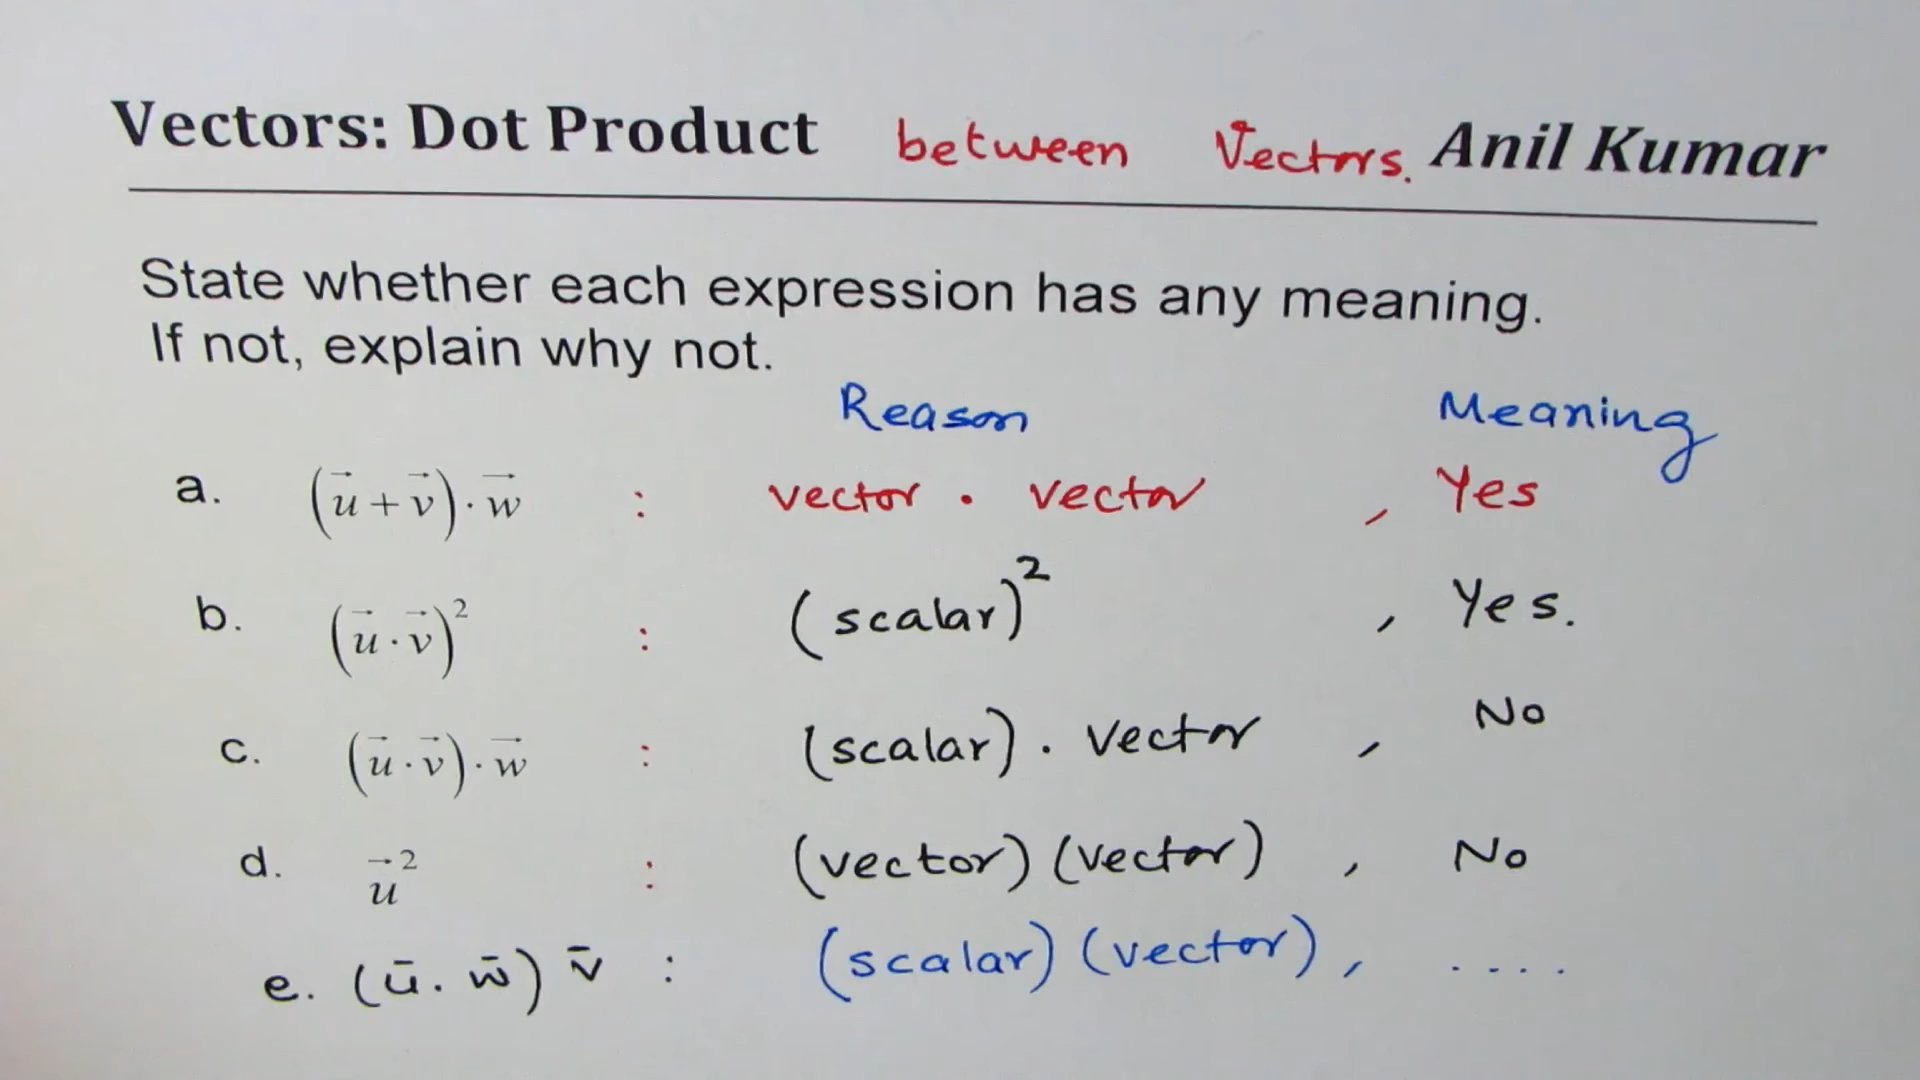 Vectors: Dot Product between Vectors. Anil Kumar
State whether each expression has any meaning.
If not, explain why not.
Reason Meaning
a. (u⃗ + v⃗) · w⃗ : vector · vector , Yes
b. (u⃗ · v⃗)² : (scalar)² , Yes.
c. (u⃗ · v⃗) · w⃗ : (scalar) · vector , No
d. u⃗² : (vector) (vector) , No
e. (ū . w̄) v̄ : (scalar) (vector) , ....